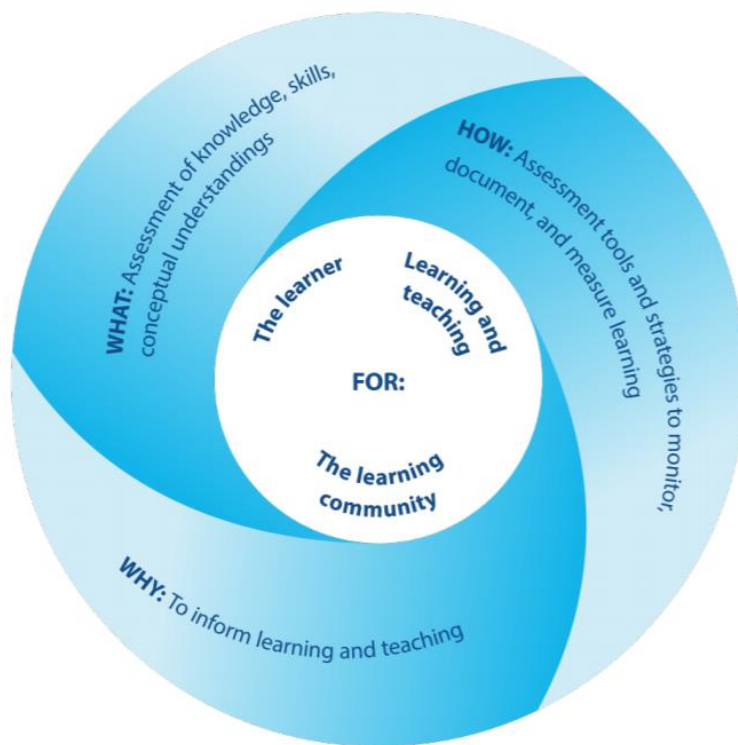 WHAT: Assessment of knowledge, skills,
conceptual understandings
HOW: Assessment tools and strategies to monitor,
document, and measure learning
The learner
Learning and
teaching
FOR:
The learning
community
WHY: To inform learning and teaching